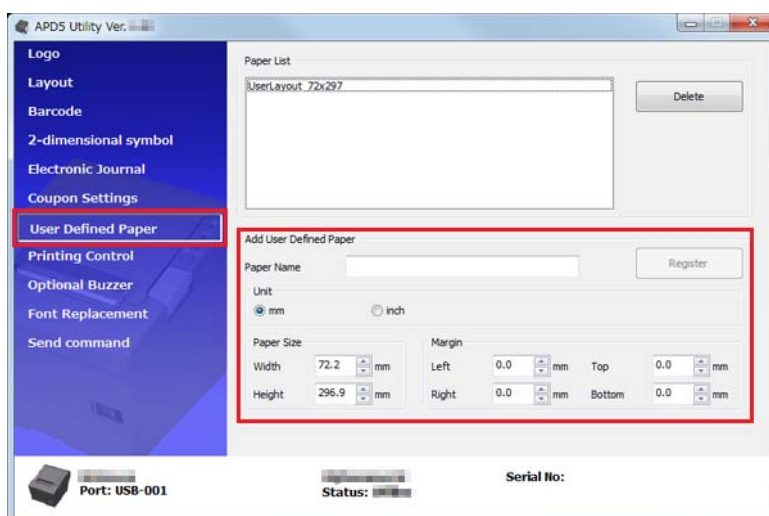 APD5 Utility Ver.
Logo
Layout
Barcode
2-dimensional symbol
Electronic Journal
Coupon Settings
User Defined Paper
Printing Control
Optional Buzzer
Font Replacement
Send command
Paper List
UserLayout 72x297
Delete
Add User Defined Paper
Paper Name
Register
Unit
mm inch
Paper Size
Width 72.2 mm
Height 296.9 mm
Margin
Left 0.0 mm Top 0.0 mm
Right 0.0 mm Bottom 0.0 mm
Port: USB-001
Status:
Serial No: